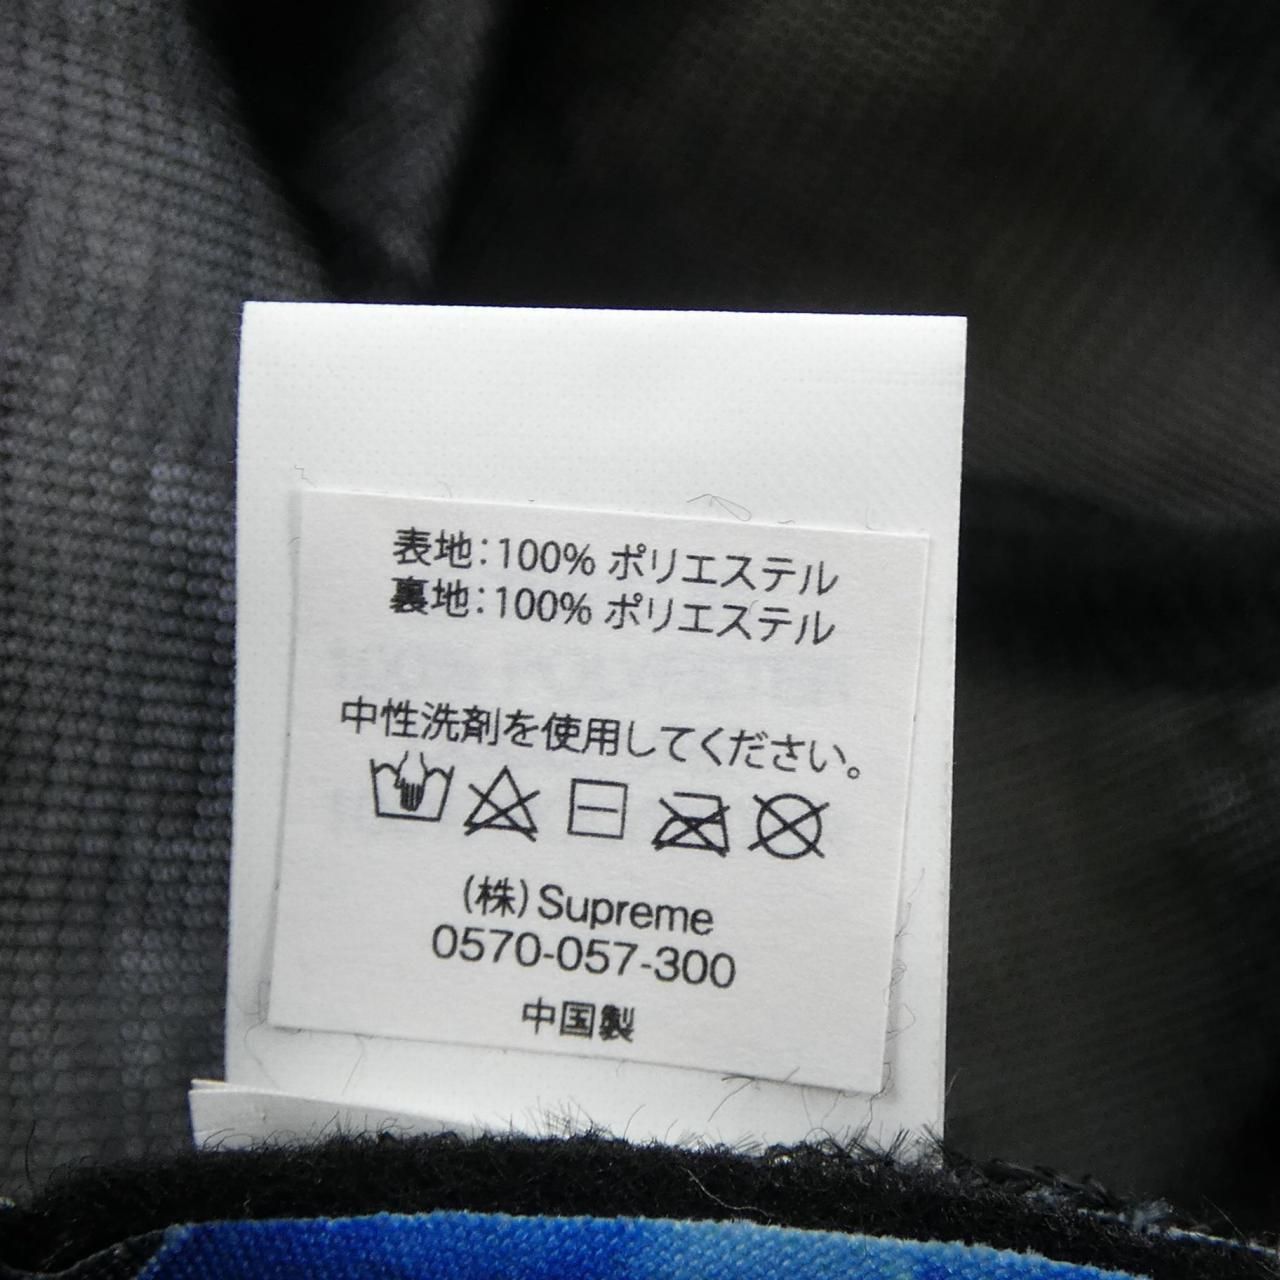 表地：100% ポリエステル
裏地：100% ポリエステル
中性洗剤を使用してください。
(株) Supreme
0570-057-300
中国製